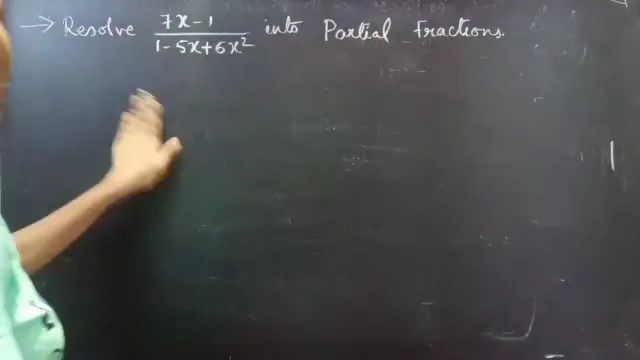 → Resolve (7x-1)/(1-5x+6x²) into Partial Fractions.